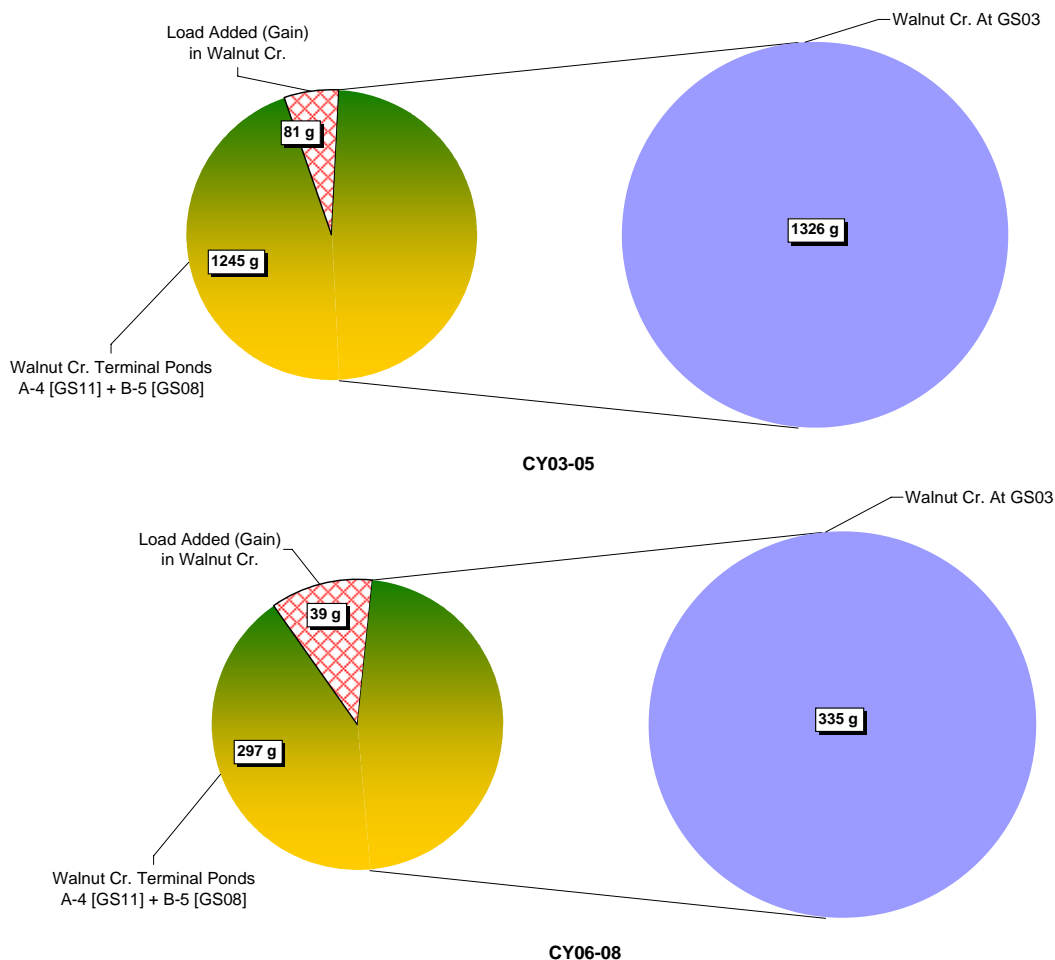 Walnut Cr. At GS03
Load Added (Gain)
in Walnut Cr.
81 g
1326 g
1245 g
Walnut Cr. Terminal Ponds
A-4 [GS11] + B-5 [GS08]
CY03-05
Walnut Cr. At GS03
Load Added (Gain)
in Walnut Cr.
39 g
335 g
297 g
Walnut Cr. Terminal Ponds
A-4 [GS11] + B-5 [GS08]
CY06-08